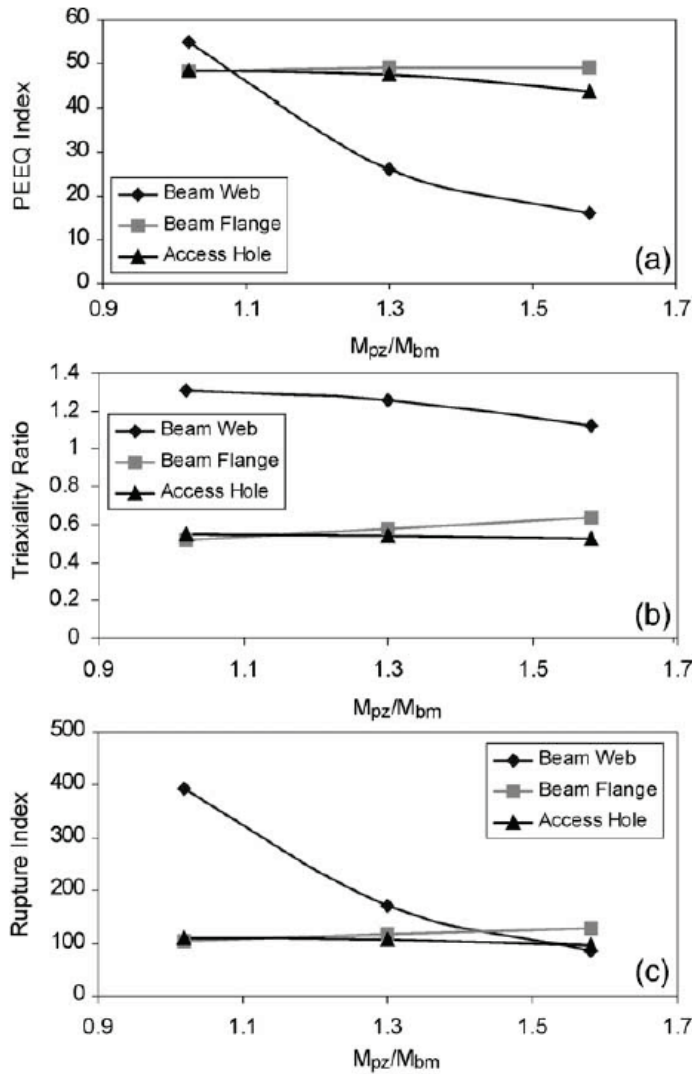 60
50
40
30
20
10
0
PEEQ Index
Beam Web
Beam Flange
Access Hole
(a)
0.9 1.1 1.3 1.5 1.7
Mpz/Mbm
1.4
1.2
1
0.8
0.6
0.4
0.2
0
Triaxiality Ratio
Beam Web
Beam Flange
Access Hole
(b)
0.9 1.1 1.3 1.5 1.7
Mpz/Mbm
500
400
300
200
100
0
Rupture Index
Beam Web
Beam Flange
Access Hole
(c)
0.9 1.1 1.3 1.5 1.7
Mpz/Mbm